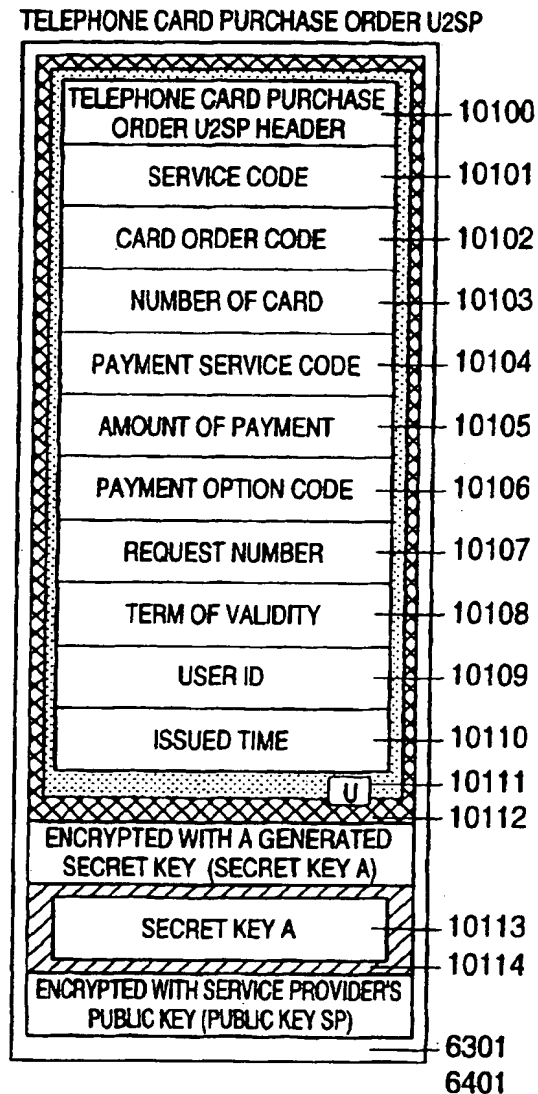 TELEPHONE CARD PURCHASE ORDER U2SP
TELEPHONE CARD PURCHASE
ORDER U2SP HEADER
10100
SERVICE CODE
10101
CARD ORDER CODE
10102
NUMBER OF CARD
10103
PAYMENT SERVICE CODE
10104
AMOUNT OF PAYMENT
10105
PAYMENT OPTION CODE
10106
REQUEST NUMBER
10107
TERM OF VALIDITY
10108
USER ID
10109
ISSUED TIME
10110
U
10111
10112
ENCRYPTED WITH A GENERATED
SECRET KEY (SECRET KEY A)
SECRET KEY A
10113
10114
ENCRYPTED WITH SERVICE PROVIDER'S
PUBLIC KEY (PUBLIC KEY SP)
6301
6401